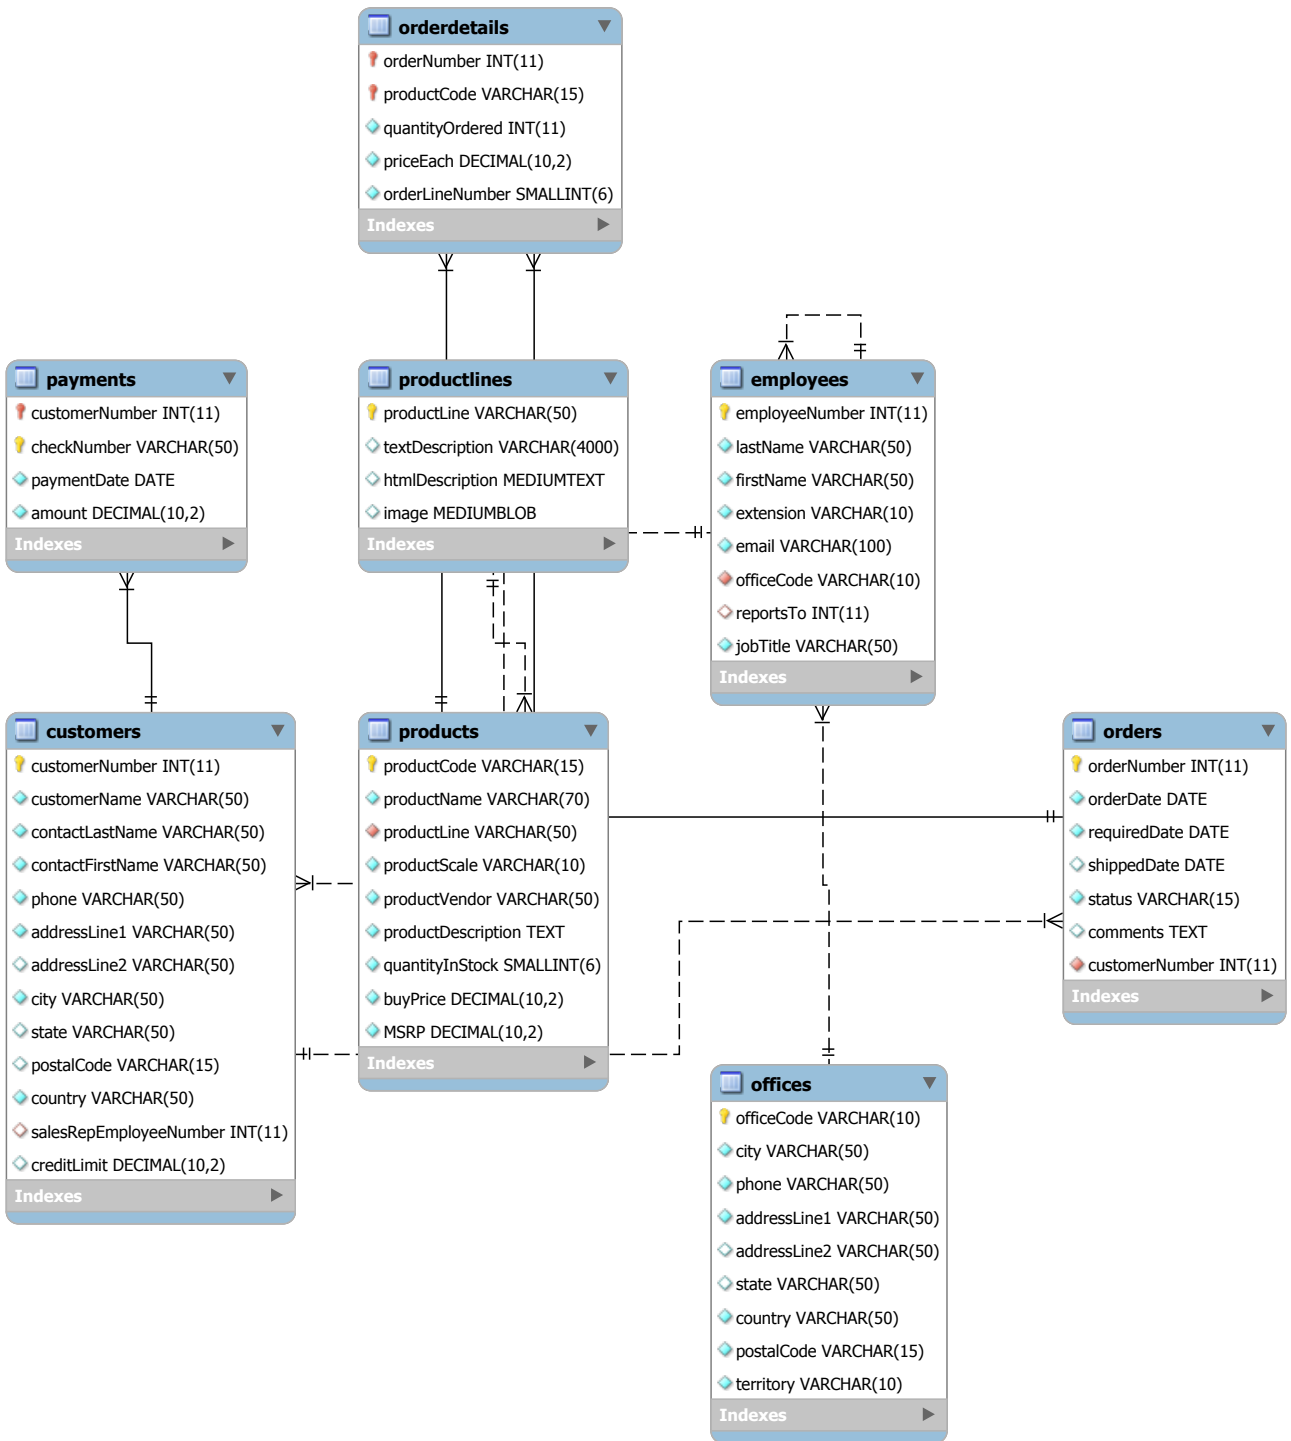 orderdetails
orderNumber INT(11)
productCode VARCHAR(15)
quantityOrdered INT(11)
priceEach DECIMAL(10,2)
orderLineNumber SMALLINT(6)
Indexes
payments
customerNumber INT(11)
checkNumber VARCHAR(50)
paymentDate DATE
amount DECIMAL(10,2)
Indexes
productlines
productLine VARCHAR(50)
textDescription VARCHAR(4000)
htmlDescription MEDIUMTEXT
image MEDIUMBLOB
Indexes
employees
employeeNumber INT(11)
lastName VARCHAR(50)
firstName VARCHAR(50)
extension VARCHAR(10)
email VARCHAR(100)
officeCode VARCHAR(10)
reportsTo INT(11)
jobTitle VARCHAR(50)
Indexes
customers
customerNumber INT(11)
customerName VARCHAR(50)
contactLastName VARCHAR(50)
contactFirstName VARCHAR(50)
phone VARCHAR(50)
addressLine1 VARCHAR(50)
addressLine2 VARCHAR(50)
city VARCHAR(50)
state VARCHAR(50)
postalCode VARCHAR(15)
country VARCHAR(50)
salesRepEmployeeNumber INT(11)
creditLimit DECIMAL(10,2)
Indexes
products
productCode VARCHAR(15)
productName VARCHAR(70)
productLine VARCHAR(50)
productScale VARCHAR(10)
productVendor VARCHAR(50)
productDescription TEXT
quantityInStock SMALLINT(6)
buyPrice DECIMAL(10,2)
MSRP DECIMAL(10,2)
Indexes
orders
orderNumber INT(11)
orderDate DATE
requiredDate DATE
shippedDate DATE
status VARCHAR(15)
comments TEXT
customerNumber INT(11)
Indexes
offices
officeCode VARCHAR(10)
city VARCHAR(50)
phone VARCHAR(50)
addressLine1 VARCHAR(50)
addressLine2 VARCHAR(50)
state VARCHAR(50)
country VARCHAR(50)
postalCode VARCHAR(15)
territory VARCHAR(10)
Indexes